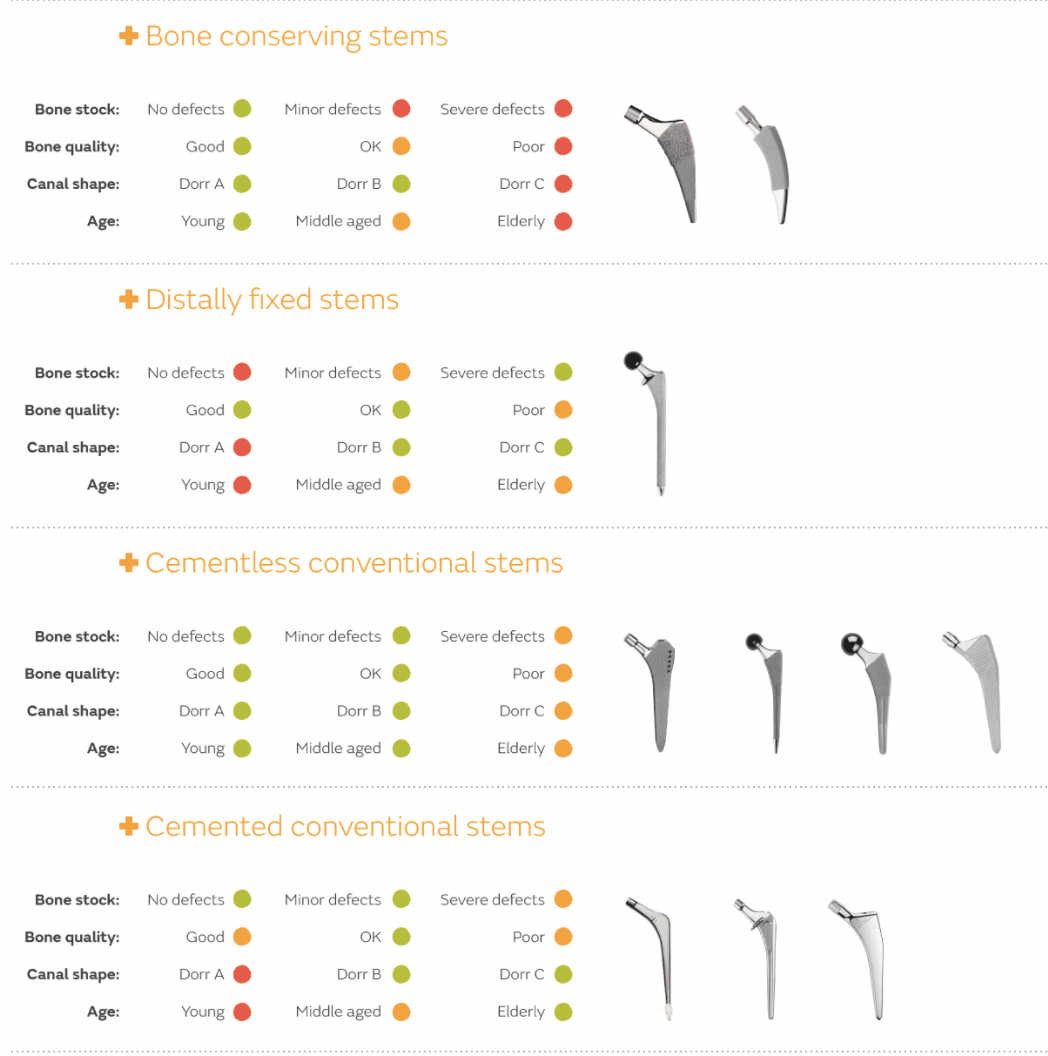 Bone conserving stems
Bone stock: No defects Minor defects Severe defects
Bone quality: Good OK Poor
Canal shape: Dorr A Dorr B Dorr C
Age: Young Middle aged Elderly
Distally fixed stems
Bone stock: No defects Minor defects Severe defects
Bone quality: Good OK Poor
Canal shape: Dorr A Dorr B Dorr C
Age: Young Middle aged Elderly
Cementless conventional stems
Bone stock: No defects Minor defects Severe defects
Bone quality: Good OK Poor
Canal shape: Dorr A Dorr B Dorr C
Age: Young Middle aged Elderly
Cemented conventional stems
Bone stock: No defects Minor defects Severe defects
Bone quality: Good OK Poor
Canal shape: Dorr A Dorr B Dorr C
Age: Young Middle aged Elderly